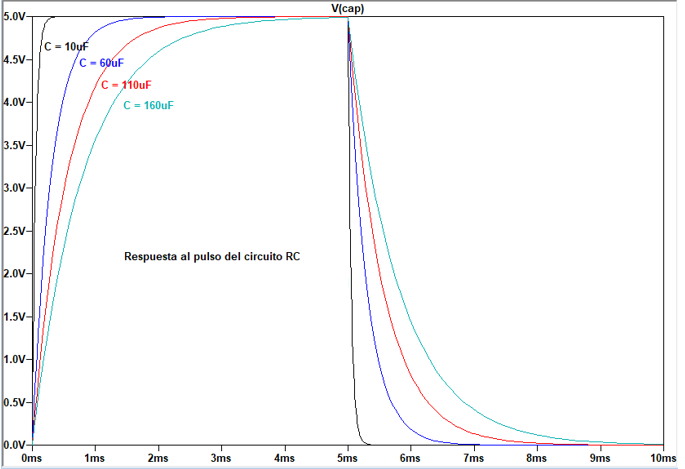 V(cap)
5.0V
4.5V
4.0V
3.5V
3.0V
2.5V
2.0V
1.5V
1.0V
0.5V
0.0V
C = 10uF
C = 60uF
C = 110uF
C = 160uF
Respuesta al pulso del circuito RC
0ms 1ms 2ms 3ms 4ms 5ms 6ms 7ms 8ms 9ms 10ms